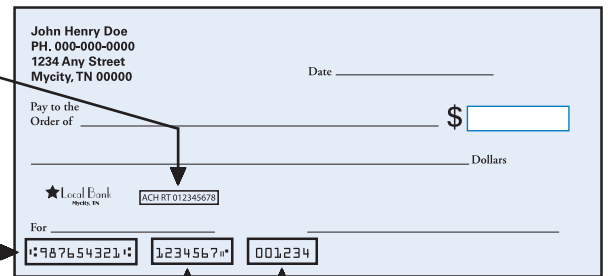 John Henry Doe
PH. 000-000-0000
1234 Any Street
Mycity, TN 00000
Date
Pay to the
Order of
$
Dollars
Local Bank
Mycity, TN
ACH RT 012345678
For
⑆987654321⑆ 1234567⑈ 001234